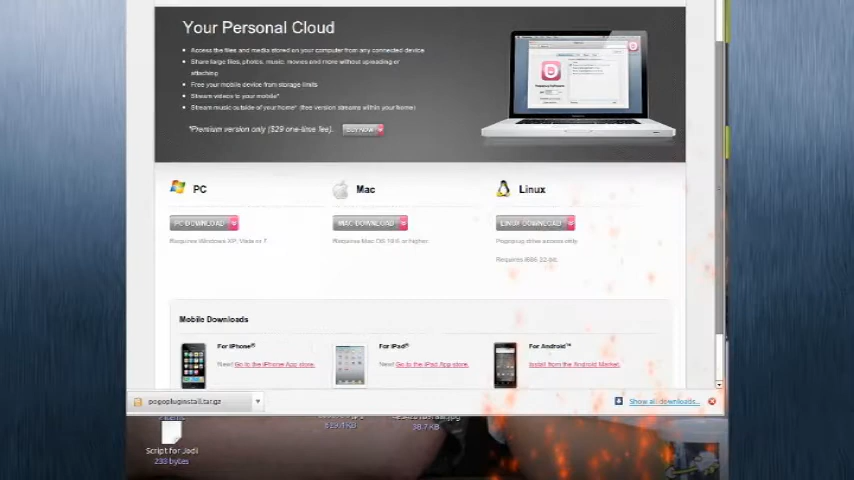 Your Personal Cloud
Access the files and media stored on your computer from any connected device
Share large files, photos, music, movies and more without uploading or
attaching
Free your mobile device from storage limits
Stream videos to your mobile*
Stream music outside of your home* (free version streams within your home)
*Premium version only ($29 one-time fee).
BUY NOW
PC
Mac
Linux
PC DOWNLOAD
MAC DOWNLOAD
LINUX DOWNLOAD
Requires Windows XP, Vista or 7
Requires Mac OS 10.6 or higher.
Pogoplug drive access only.
Requires i686 32-bit.
Mobile Downloads
For iPhone®
For iPad®
For Android™
New! Go to the iPhone App store.
New! Go to the iPad App store.
Install from the Android Market.
pogopluginstall.tar.gz
Show all downloads...
38.7 KB
Script for Jodi
233 bytes